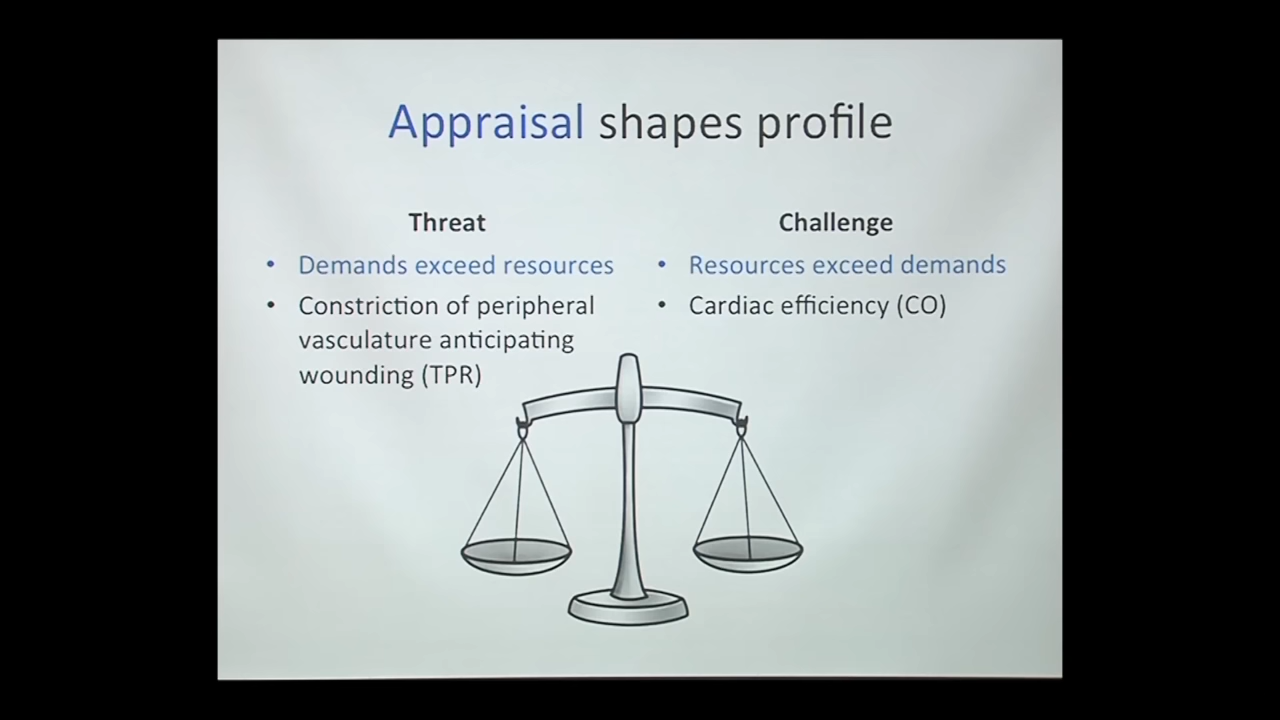 Appraisal shapes profile
Threat
• Demands exceed resources
• Constriction of peripheral
vasculature anticipating
wounding (TPR)
Challenge
• Resources exceed demands
• Cardiac efficiency (CO)